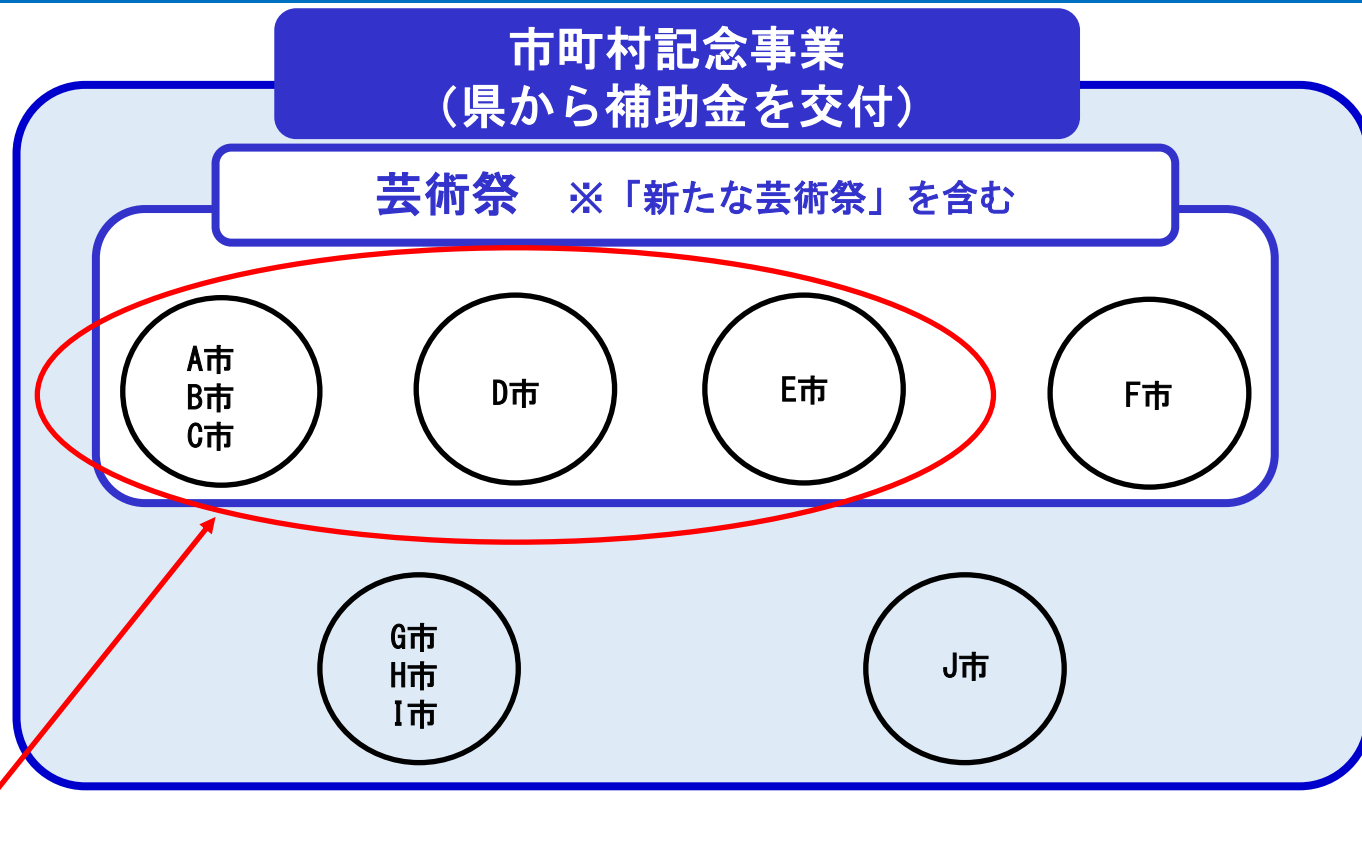 市町村記念事業
（県から補助金を交付）
芸術祭　※「新たな芸術祭」を含む
A市
B市
C市
D市
E市
F市
G市
H市
I市
J市